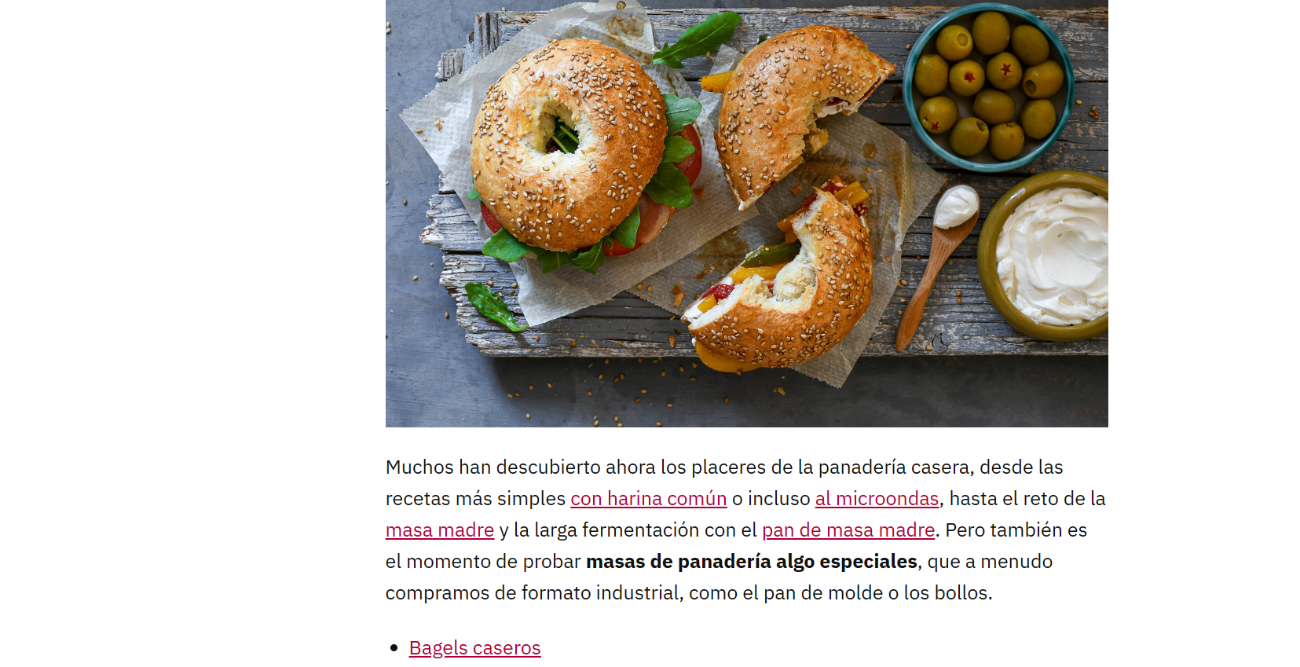 Muchos han descubierto ahora los placeres de la panadería casera, desde las
recetas más simples con harina común o incluso al microondas, hasta el reto de la
masa madre y la larga fermentación con el pan de masa madre. Pero también es
el momento de probar masas de panadería algo especiales, que a menudo
compramos de formato industrial, como el pan de molde o los bollos.
• Bagels caseros